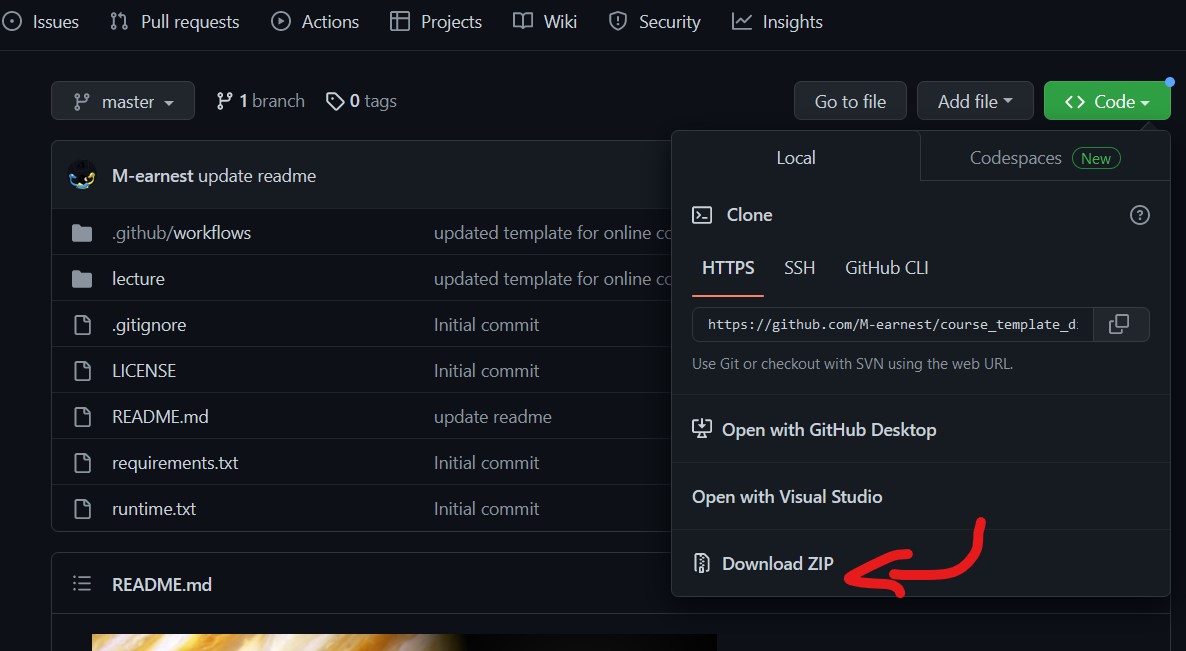 Issues Pull requests Actions Projects Wiki Security Insights
master 1 branch 0 tags Go to file Add file <> Code
M-earnest update readme
Local Codespaces New
Clone
.github/workflows updated template for online co
HTTPS SSH GitHub CLI
lecture updated template for online co
.gitignore Initial commit
https://github.com/M-earnest/course_template_d
LICENSE Initial commit
Use Git or checkout with SVN using the web URL.
README.md update readme
Open with GitHub Desktop
requirements.txt Initial commit
Open with Visual Studio
runtime.txt Initial commit
Download ZIP
README.md